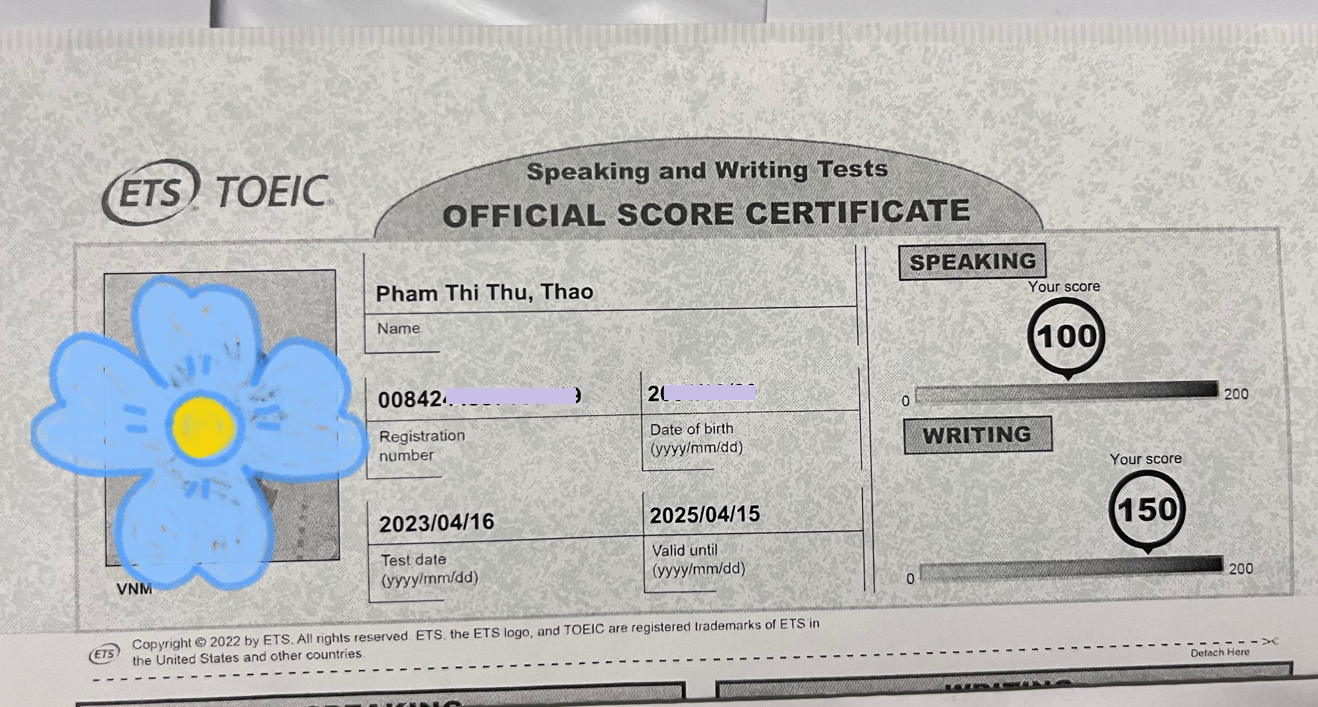 Speaking and Writing Tests
ETS TOEIC
OFFICIAL SCORE CERTIFICATE
Pham Thi Thu, Thao
Name
00842
9
20
Registration
number
Date of birth
(yyyy/mm/dd)
2023/04/16
2025/04/15
Test date
(yyyy/mm/dd)
Valid until
(yyyy/mm/dd)
VNM
SPEAKING
Your score
100
0
200
WRITING
Your score
150
0
200
ETS
Copyright © 2022 by ETS. All rights reserved. ETS, the ETS logo, and TOEIC are registered trademarks of ETS in
the United States and other countries.
Detach Here
SPEAKING
WRITING